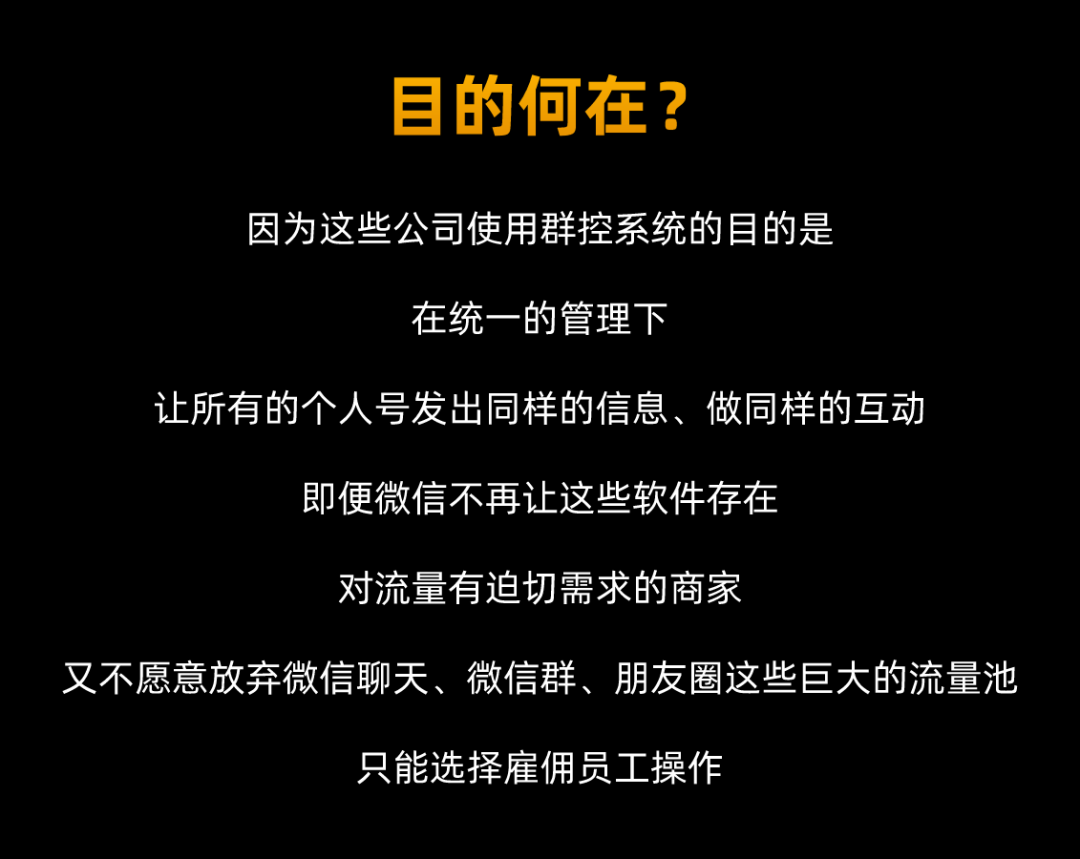 目的何在？
因为这些公司使用群控系统的目的是
在统一的管理下
让所有的个人号发出同样的信息、做同样的互动
即便微信不再让这些软件存在
对流量有迫切需求的商家
又不愿意放弃微信聊天、微信群、朋友圈这些巨大的流量池
只能选择雇佣员工操作